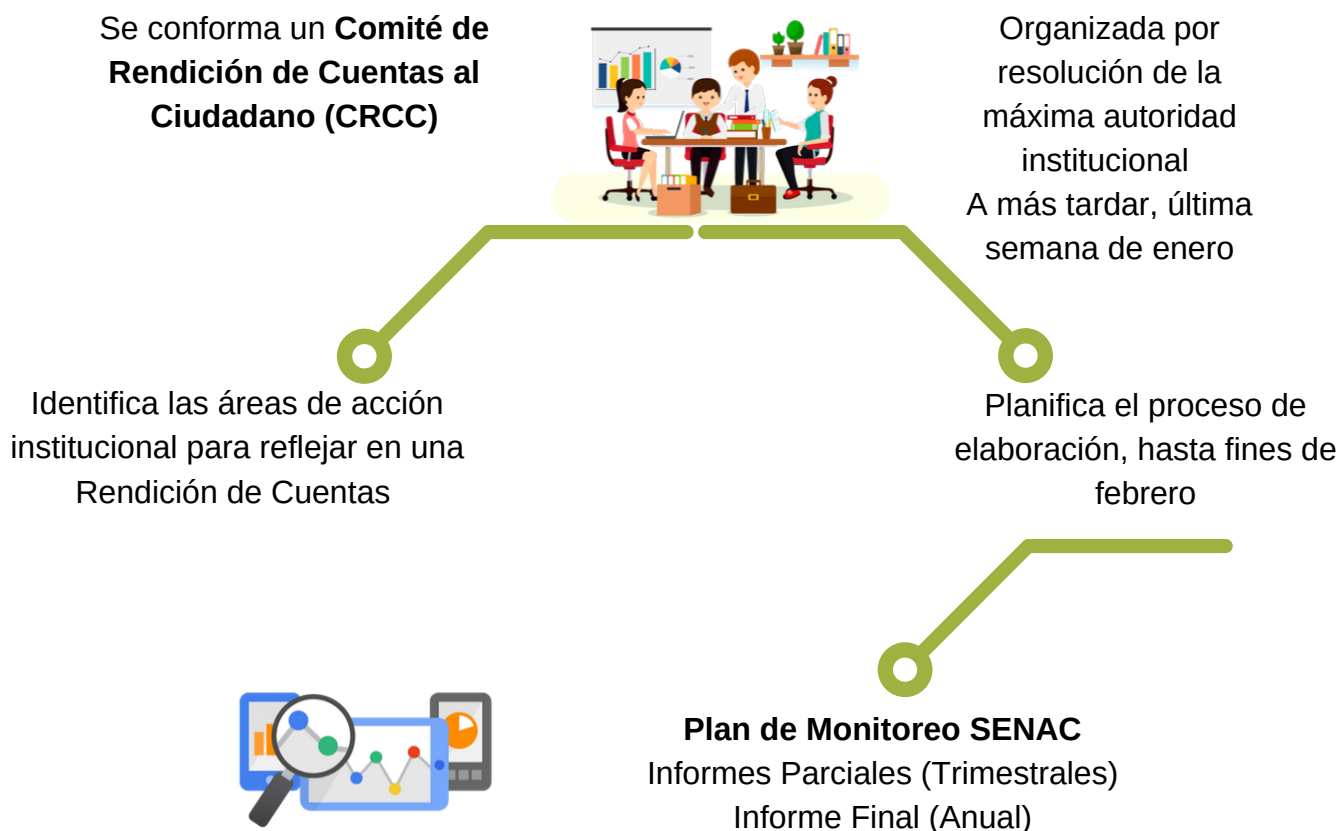 Se conforma un Comité de
Rendición de Cuentas al
Ciudadano (CRCC)
Organizada por
resolución de la
máxima autoridad
institucional
A más tardar, última
semana de enero
Identifica las áreas de acción
institucional para reflejar en una
Rendición de Cuentas
Planifica el proceso de
elaboración, hasta fines de
febrero
Plan de Monitoreo SENAC
Informes Parciales (Trimestrales)
Informe Final (Anual)